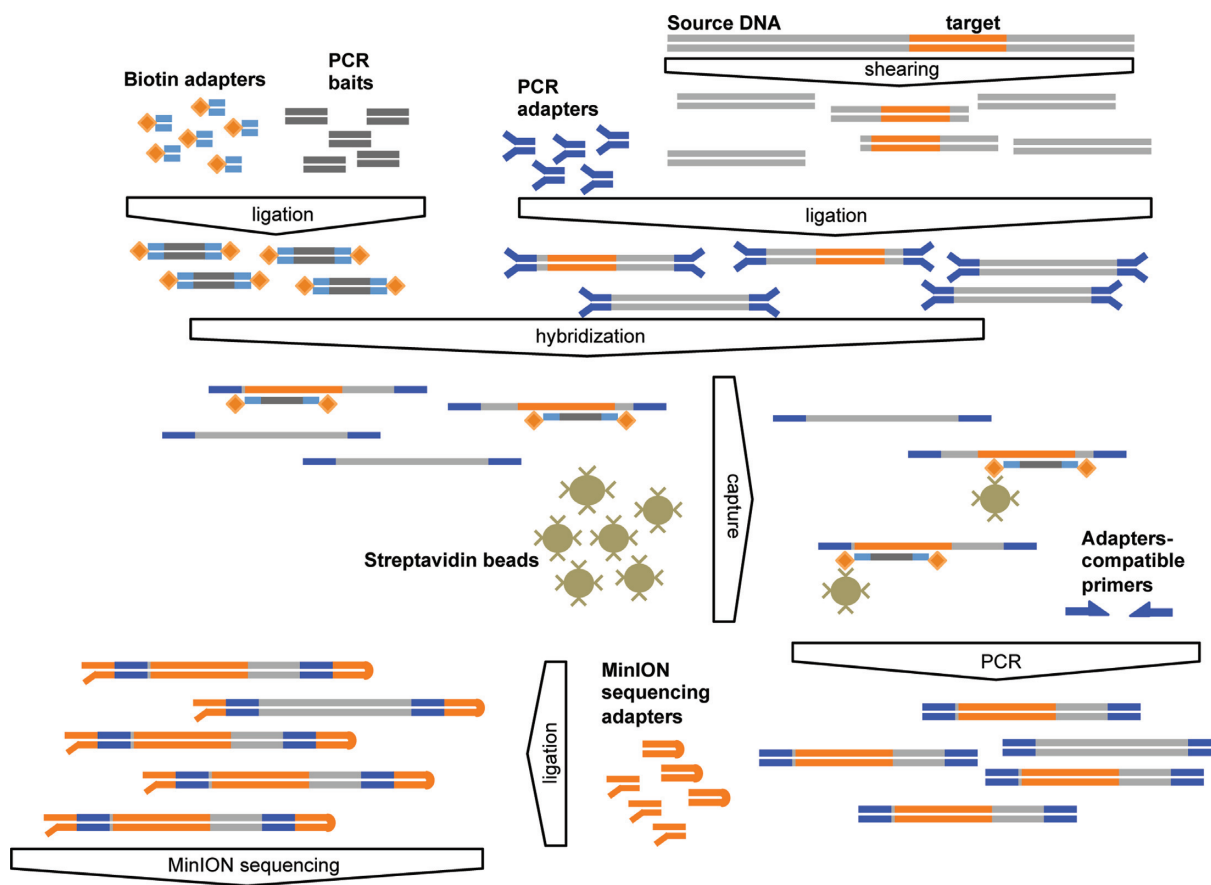 Source DNA
target
shearing
Biotin adapters
PCR
baits
PCR
adapters
ligation
ligation
hybridization
capture
Streptavidin beads
Adapters-
compatible
primers
PCR
MinION
sequencing
adapters
ligation
MinION sequencing